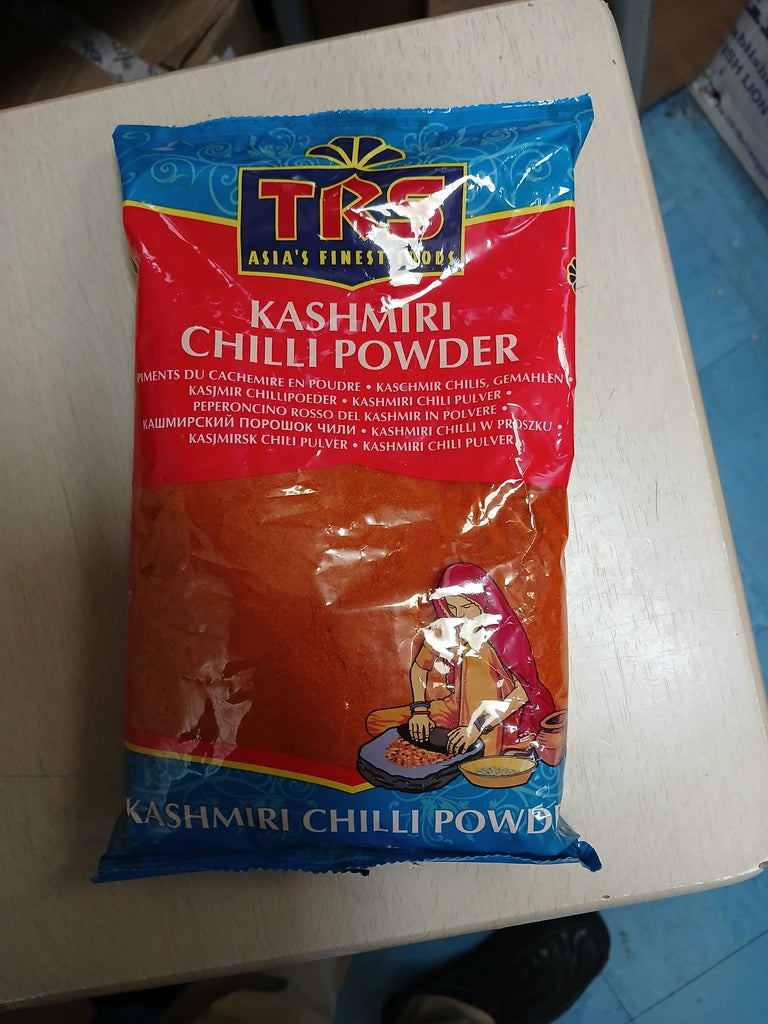 TRS
ASIA'S FINEST FOODS
KASHMIRI
CHILLI POWDER
PIMENTS DU CACHEMIRE EN POUDRE • KASCHMIR CHILIS, GEMAHLEN •
KASJMIR CHILLIPOEDER • KASHMIRI CHILI PULVER •
PEPERONCINO ROSSO DEL KASHMIR IN POLVERE •
КАШМИРСКИЙ ПОРОШОК ЧИЛИ • KASHMIRI CHILLI W PROSZKU •
KASJMIRSK CHILI PULVER • KASHMIRI CHILI PULVER
KASHMIRI CHILLI POWD